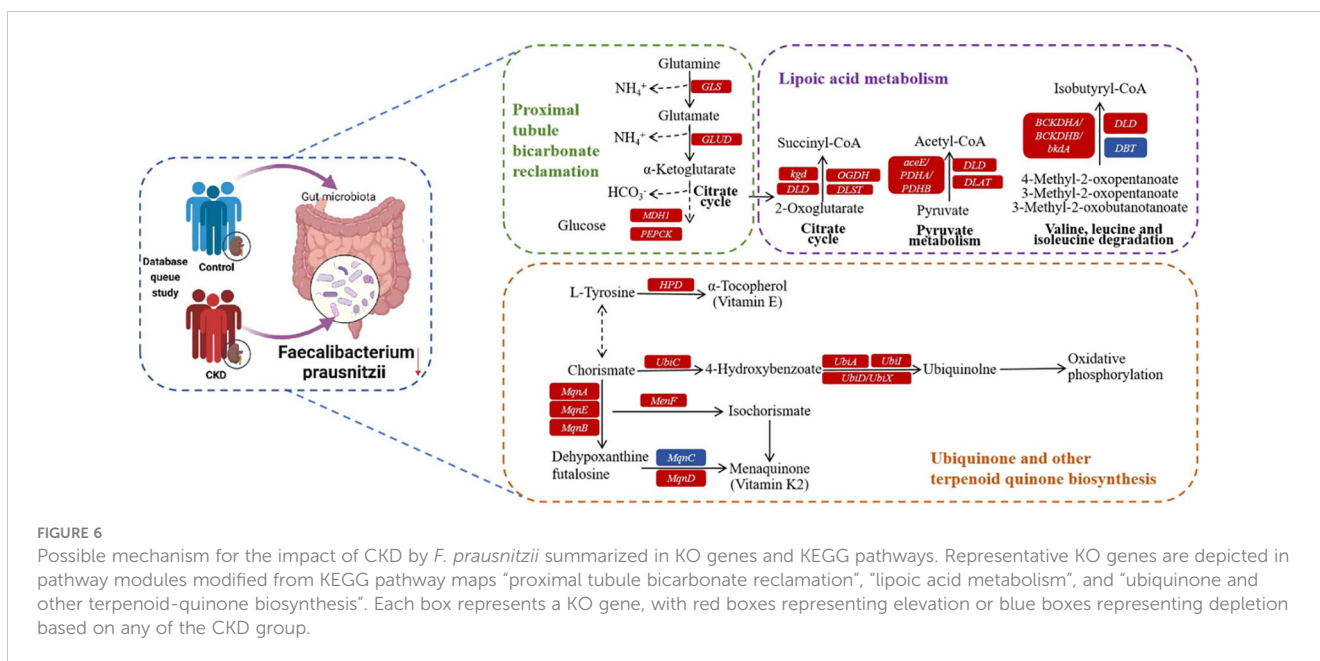 Database
queue
study
Control
CKD
Gut microbiota
Faecalibacterium
prausnitzii
Proximal
tubule
bicarbonate
reclamation
Glutamine
NH₄⁺
GLS
Glutamate
NH₄⁺
GLUD
α-Ketoglutarate
HCO₃⁻
Citrate
cycle
Glucose
MDH1
PEPCK
Lipoic acid metabolism
Succinyl-CoA
kgd
OGDH
DLD
DLST
2-Oxoglutarate
Citrate
cycle
Acetyl-CoA
aceE/
PDHA/
PDHB
DLD
DLAT
Pyruvate
Pyruvate
metabolism
Isobutyryl-CoA
BCKDHA/
BCKDHB/
bkdA
DLD
DBT
4-Methyl-2-oxopentanoate
3-Methyl-2-oxopentanoate
3-Methyl-2-oxobutanotanoate
Valine, leucine and
isoleucine degradation
L-Tyrosine
HPD
α-Tocopherol
(Vitamin E)
Chorismate
UbiC
4-Hydroxybenzoate
UbiA
UbiI
UbiD/UbiX
Ubiquinolne
Oxidative
phosphorylation
MqnA
MqnE
MqnB
MenF
Isochorismate
Dehypoxanthine
futalosine
MqnC
MqnD
Menaquinone
(Vitamin K2)
Ubiquinone and other
terpenoid quinone biosynthesis
FIGURE 6
Possible mechanism for the impact of CKD by F. prausnitzii summarized in KO genes and KEGG pathways. Representative KO genes are depicted in
pathway modules modified from KEGG pathway maps “proximal tubule bicarbonate reclamation”, “lipoic acid metabolism”, and “ubiquinone and
other terpenoid-quinone biosynthesis”. Each box represents a KO gene, with red boxes representing elevation or blue boxes representing depletion
based on any of the CKD group.